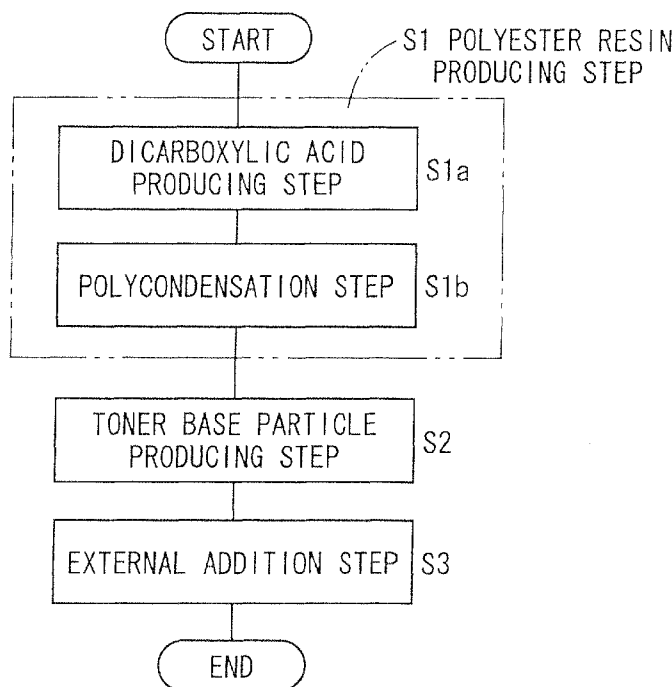 START
S1 POLYESTER RESIN
PRODUCING STEP
DICARBOXYLIC ACID
PRODUCING STEP
S1a
POLYCONDENSATION STEP
S1b
TONER BASE PARTICLE
PRODUCING STEP
S2
EXTERNAL ADDITION STEP
S3
END